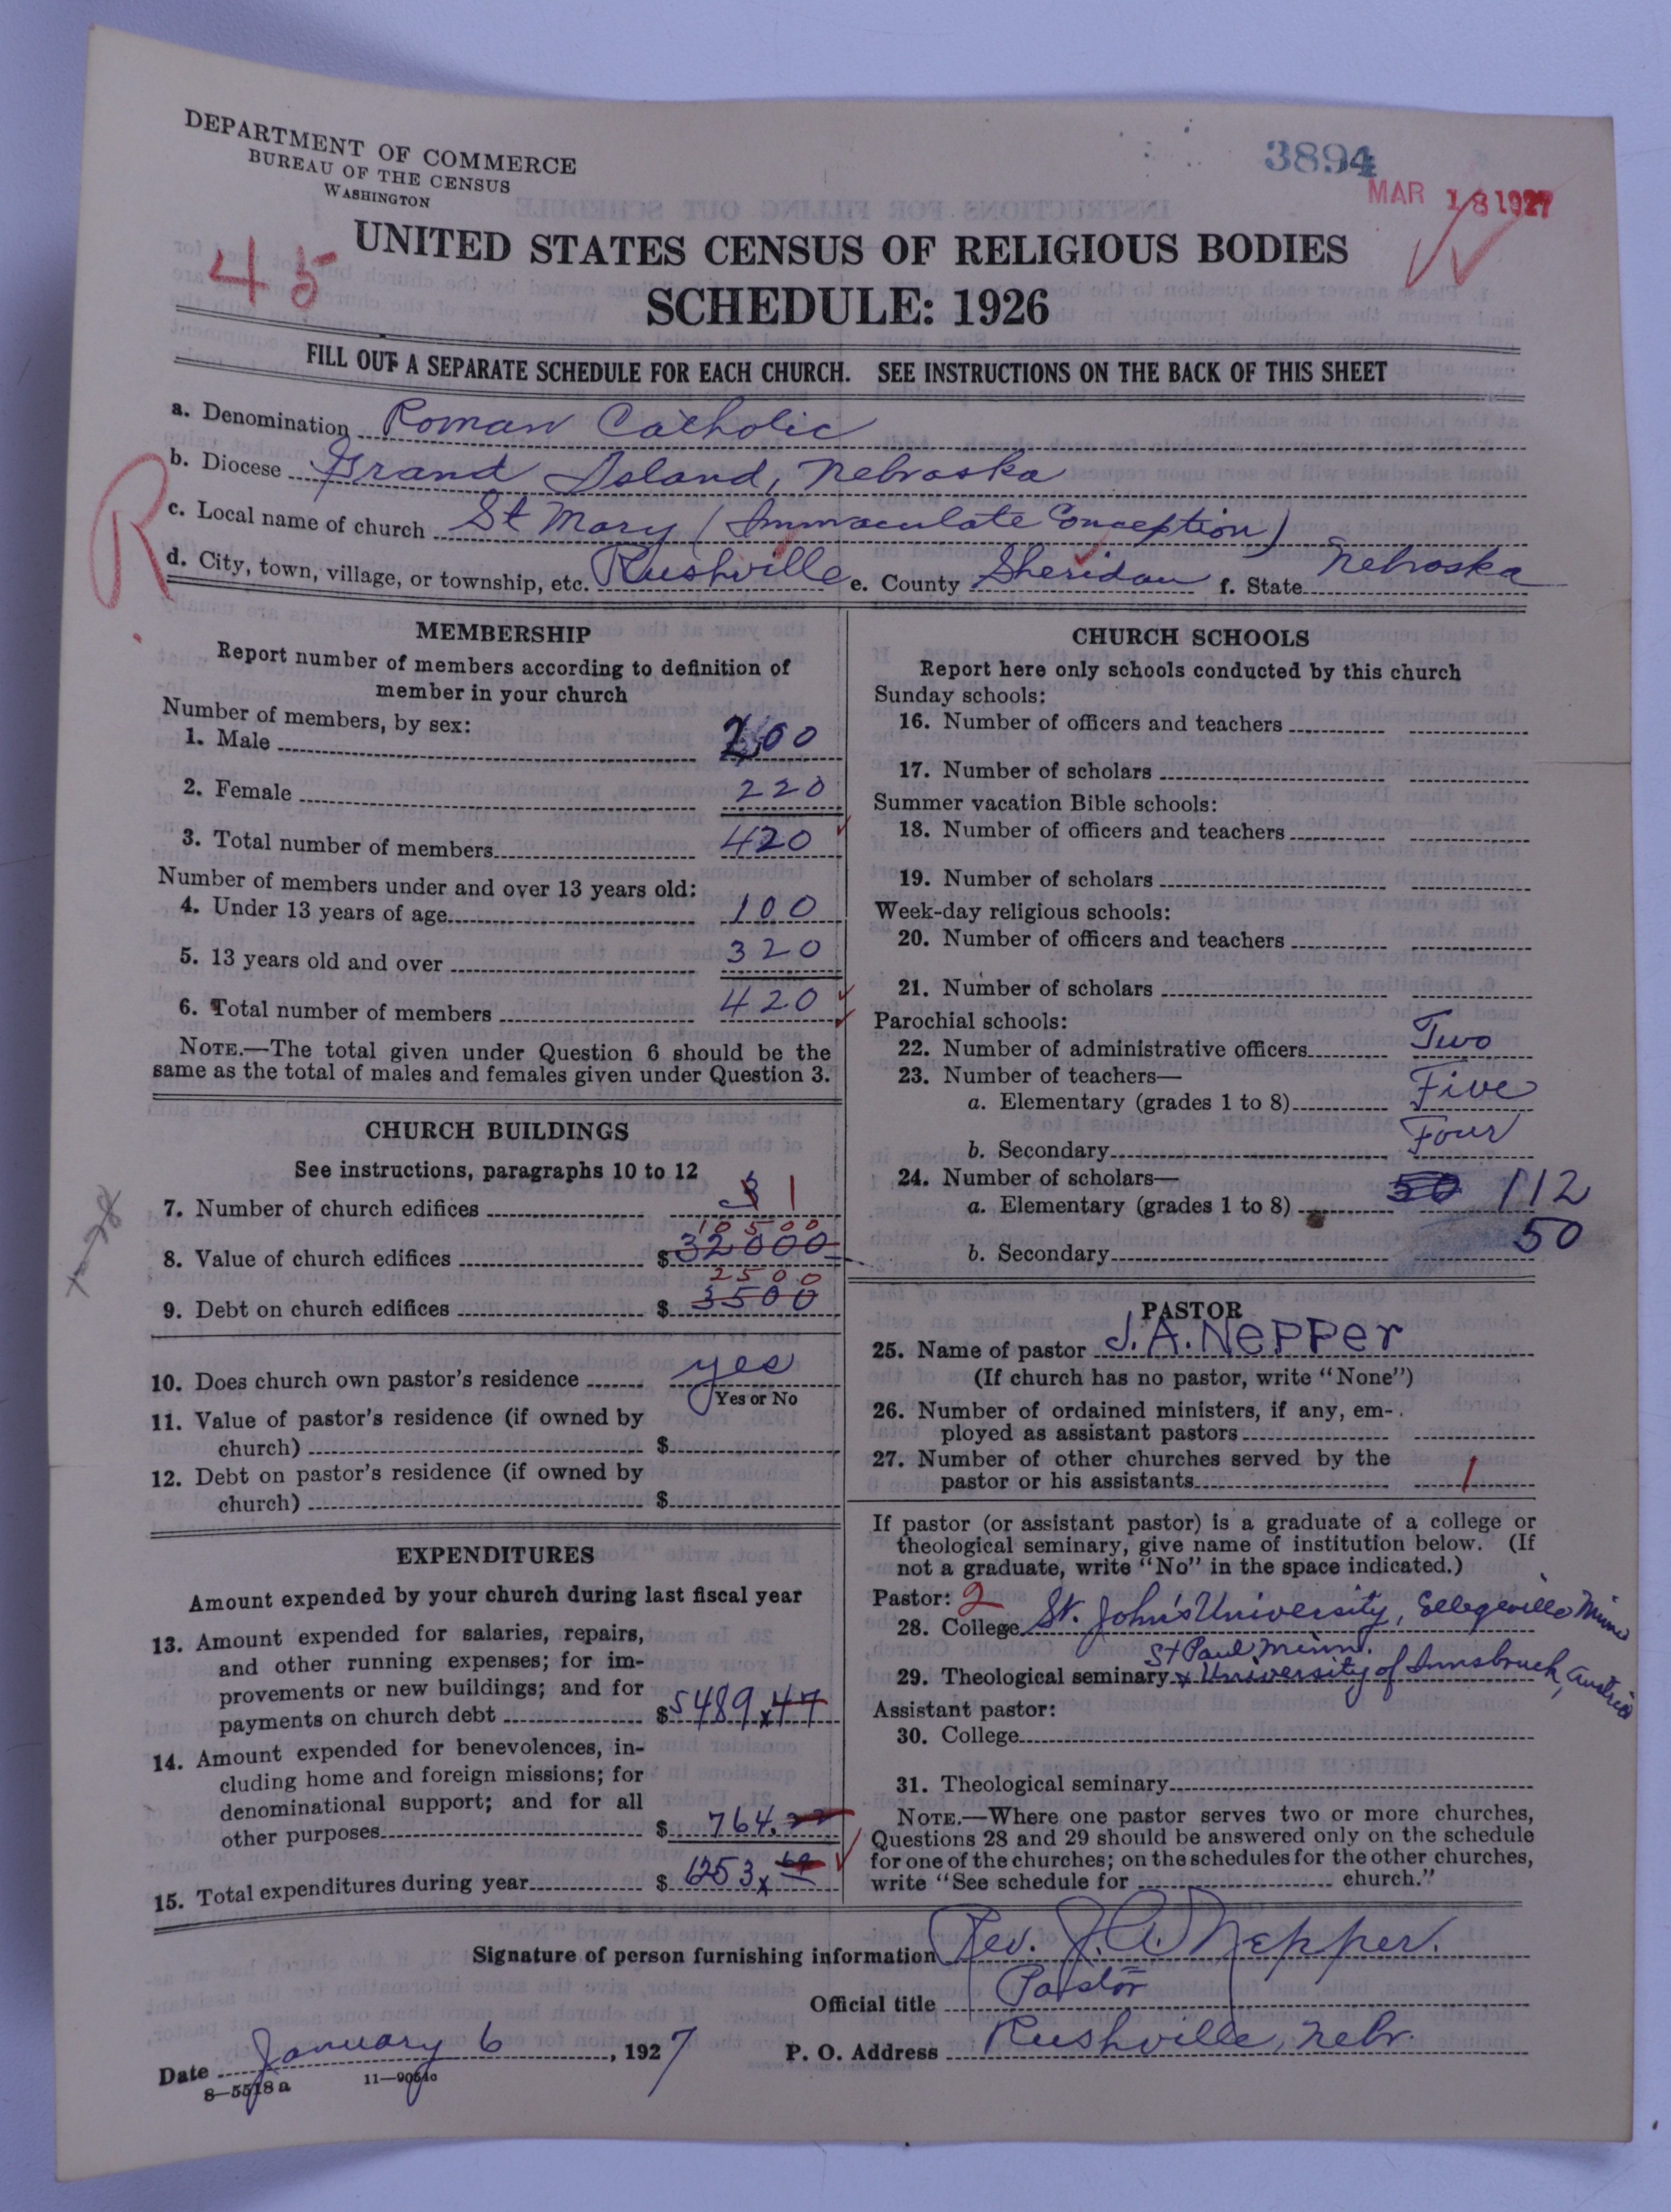 DEPARTMENT OF COMMERCE
BUREAU OF THE CENSUS
WASHINGTON
3894
MAR 18 1927
45
UNITED STATES CENSUS OF RELIGIOUS BODIES
SCHEDULE: 1926
FILL OUT A SEPARATE SCHEDULE FOR EACH CHURCH. SEE INSTRUCTIONS ON THE BACK OF THIS SHEET
a. Denomination Roman Catholic
b. Diocese Grand Island, Nebraska
R
c. Local name of church St Mary (Immaculate Conception)
d. City, town, village, or township, etc. Rushville e. County Sheridan f. State Nebraska
MEMBERSHIP
Report number of members according to definition of
member in your church
Number of members, by sex:
1. Male 200
2. Female 220
3. Total number of members 420
Number of members under and over 13 years old:
4. Under 13 years of age 100
5. 13 years old and over 320
6. Total number of members 420
NOTE.—The total given under Question 6 should be the
same as the total of males and females given under Question 3.
CHURCH BUILDINGS
See instructions, paragraphs 10 to 12
7. Number of church edifices 3 1
10500
8. Value of church edifices $ 32000
2500
9. Debt on church edifices $ 3500
10. Does church own pastor's residence yes
Yes or No
11. Value of pastor's residence (if owned by
church) $
12. Debt on pastor's residence (if owned by
church) $
EXPENDITURES
Amount expended by your church during last fiscal year
13. Amount expended for salaries, repairs,
and other running expenses; for im-
provements or new buildings; and for
payments on church debt $ 5489 x 47
14. Amount expended for benevolences, in-
cluding home and foreign missions; for
denominational support; and for all
other purposes $ 764.22
15. Total expenditures during year $ 6253 x 69
CHURCH SCHOOLS
Report here only schools conducted by this church
Sunday schools:
16. Number of officers and teachers
17. Number of scholars
Summer vacation Bible schools:
18. Number of officers and teachers
19. Number of scholars
Week-day religious schools:
20. Number of officers and teachers
21. Number of scholars
Parochial schools:
22. Number of administrative officers Two
23. Number of teachers—
a. Elementary (grades 1 to 8) Five
b. Secondary Four
24. Number of scholars—
a. Elementary (grades 1 to 8) 50 112
b. Secondary 50
PASTOR
25. Name of pastor J. A. Nepper
(If church has no pastor, write "None")
26. Number of ordained ministers, if any, em-
ployed as assistant pastors
27. Number of other churches served by the
pastor or his assistants 1
If pastor (or assistant pastor) is a graduate of a college or
theological seminary, give name of institution below. (If
not a graduate, write "No" in the space indicated.)
Pastor: 2
28. College St. John's University, Collegeville Minn
St Paul Minn.
29. Theological seminary x University of Innsbruck, Austria
Assistant pastor:
30. College
31. Theological seminary
NOTE.—Where one pastor serves two or more churches,
Questions 28 and 29 should be answered only on the schedule
for one of the churches; on the schedules for the other churches,
write "See schedule for church."
Signature of person furnishing information Rev. J. A. Nepper.
Official title Pastor
Date January 6, 1927 P. O. Address Rushville, Nebr.
8—5518 a 11—9064a